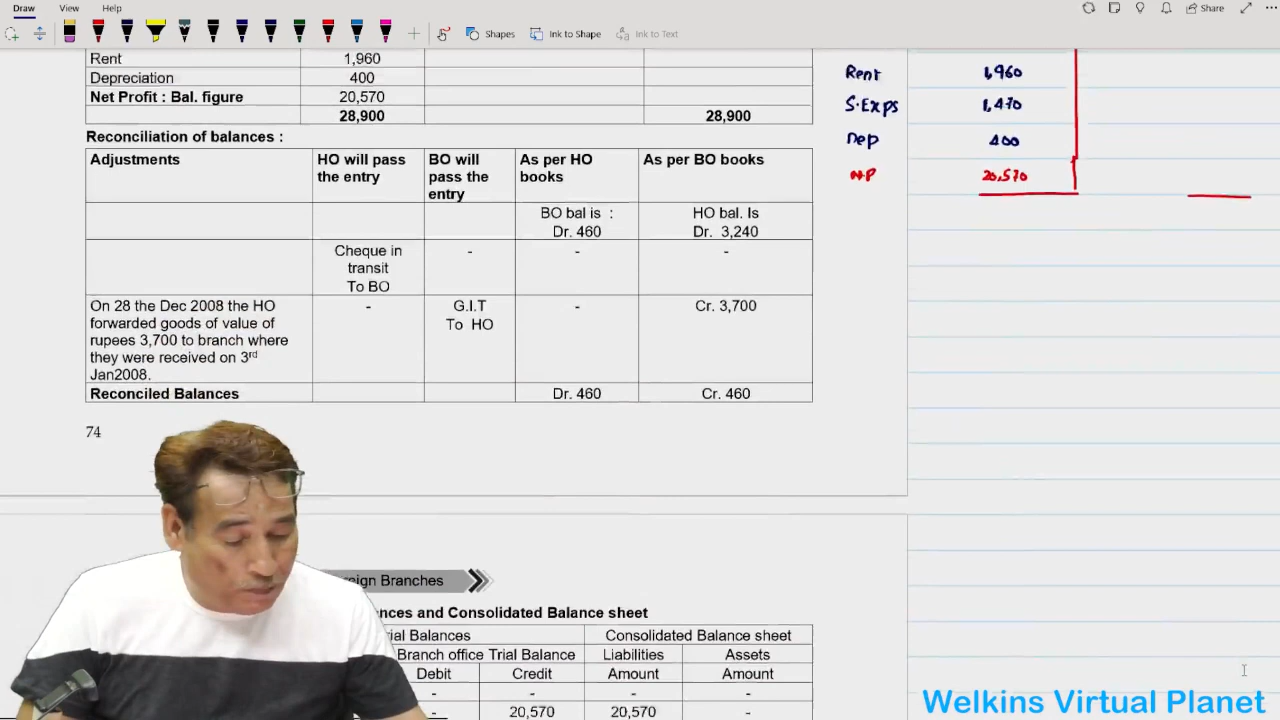 Draw View Help
Share
Shapes Ink to Shape Ink to Text
Rent 1,960
Depreciation 400
Net Profit : Bal. figure 20,570
28,900 28,900
Reconciliation of balances :
Adjustments HO will pass the entry BO will pass the entry As per HO books As per BO books
BO bal is : Dr. 460 HO bal. Is Dr. 3,240
Cheque in transit To BO - - -
On 28 the Dec 2008 the HO
forwarded goods of value of
rupees 3,700 to branch where
they were received on 3rd
Jan2008.
- G.I.T To HO - Cr. 3,700
Reconciled Balances Dr. 460 Cr. 460
74
Rent 1,960
S.Exps 1,470
Dep 400
NP 20,570
reign Branches
nces and Consolidated Balance sheet
rial Balances Consolidated Balance sheet
Branch office Trial Balance Liabilities Assets
Debit Credit Amount Amount
- - - -
- 20,570 20,570 -
Welkins Virtual Planet